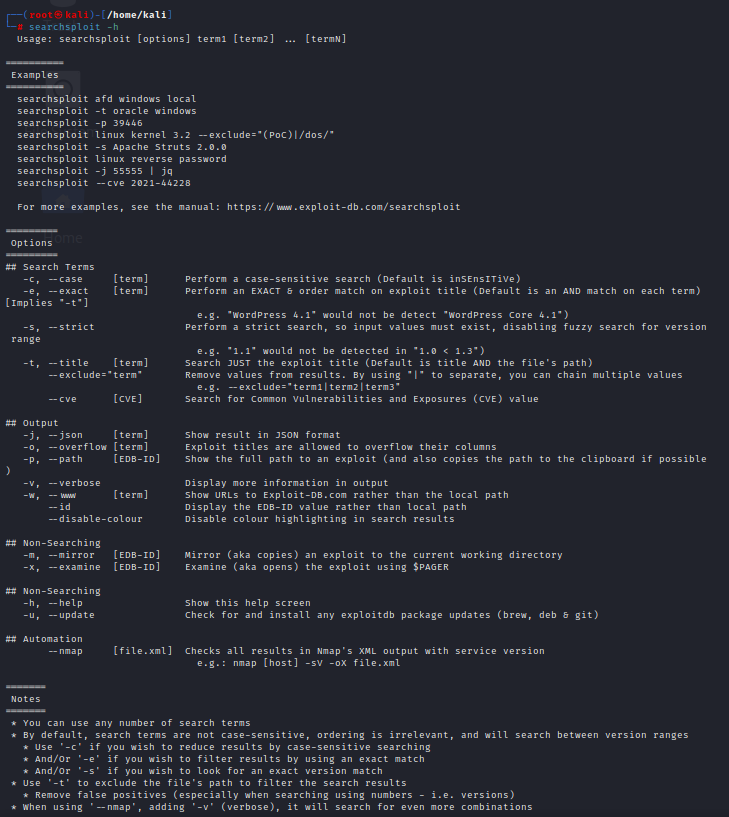 ┌──(root㉿kali)-[/home/kali]
└─# searchsploit -h
  Usage: searchsploit [options] term1 [term2] ... [termN]

==========
 Examples
==========
  searchsploit afd windows local
  searchsploit -t oracle windows
  searchsploit -p 39446
  searchsploit linux kernel 3.2 --exclude="(PoC)|/dos/"
  searchsploit -s Apache Struts 2.0.0
  searchsploit linux reverse password
  searchsploit -j 55555 | jq
  searchsploit --cve 2021-44228

  For more examples, see the manual: https://www.exploit-db.com/searchsploit

=========
 Options
=========
## Search Terms
   -c, --case     [term]      Perform a case-sensitive search (Default is inSEnsITiVe)
   -e, --exact    [term]      Perform an EXACT & order match on exploit title (Default is an AND match on each term)
[Implies "-t"]
                                e.g. "WordPress 4.1" would not be detect "WordPress Core 4.1")
   -s, --strict               Perform a strict search, so input values must exist, disabling fuzzy search for version
 range
                                e.g. "1.1" would not be detected in "1.0 < 1.3")
   -t, --title    [term]      Search JUST the exploit title (Default is title AND the file's path)
       --exclude="term"       Remove values from results. By using "|" to separate, you can chain multiple values
                                e.g. --exclude="term1|term2|term3"
       --cve      [CVE]       Search for Common Vulnerabilities and Exposures (CVE) value

## Output
   -j, --json     [term]      Show result in JSON format
   -o, --overflow [term]      Exploit titles are allowed to overflow their columns
   -p, --path     [EDB-ID]    Show the full path to an exploit (and also copies the path to the clipboard if possible
)
   -v, --verbose              Display more information in output
   -w, --www      [term]      Show URLs to Exploit-DB.com rather than the local path
       --id                   Display the EDB-ID value rather than local path
       --disable-colour       Disable colour highlighting in search results

## Non-Searching
   -m, --mirror   [EDB-ID]    Mirror (aka copies) an exploit to the current working directory
   -x, --examine  [EDB-ID]    Examine (aka opens) the exploit using $PAGER

## Non-Searching
   -h, --help                 Show this help screen
   -u, --update               Check for and install any exploitdb package updates (brew, deb & git)

## Automation
       --nmap     [file.xml]  Checks all results in Nmap's XML output with service version
                                e.g.: nmap [host] -sV -oX file.xml

=======
 Notes
=======
 * You can use any number of search terms
 * By default, search terms are not case-sensitive, ordering is irrelevant, and will search between version ranges
   * Use '-c' if you wish to reduce results by case-sensitive searching
   * And/Or '-e' if you wish to filter results by using an exact match
   * And/Or '-s' if you wish to look for an exact version match
 * Use '-t' to exclude the file's path to filter the search results
   * Remove false positives (especially when searching using numbers - i.e. versions)
 * When using '--nmap', adding '-v' (verbose), it will search for even more combinations
Home